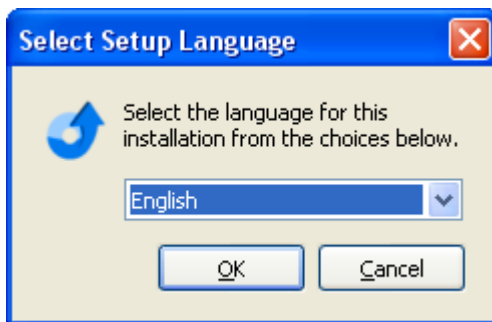 Select Setup Language
Select the language for this
installation from the choices below.
English
OK
Cancel